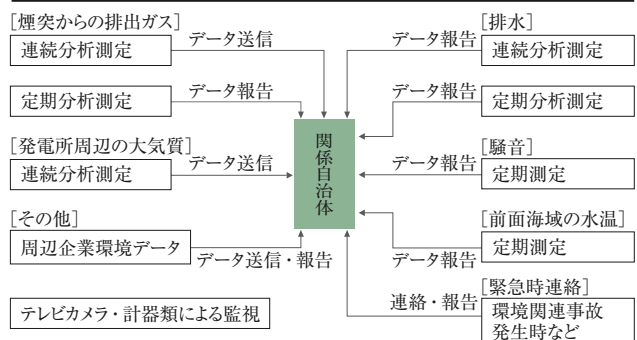 [煙突からの排出ガス]
連続分析測定
データ送信
定期分析測定
データ報告
[発電所周辺の大気質]
連続分析測定
データ送信
[その他]
周辺企業環境データ
データ送信・報告
テレビカメラ・計器類による監視
関係自治体
[排水]
データ報告
連続分析測定
データ報告
定期分析測定
[騒音]
データ報告
定期測定
[前面海域の水温]
データ報告
定期測定
[緊急時連絡]
連絡・報告
環境関連事故
発生時など